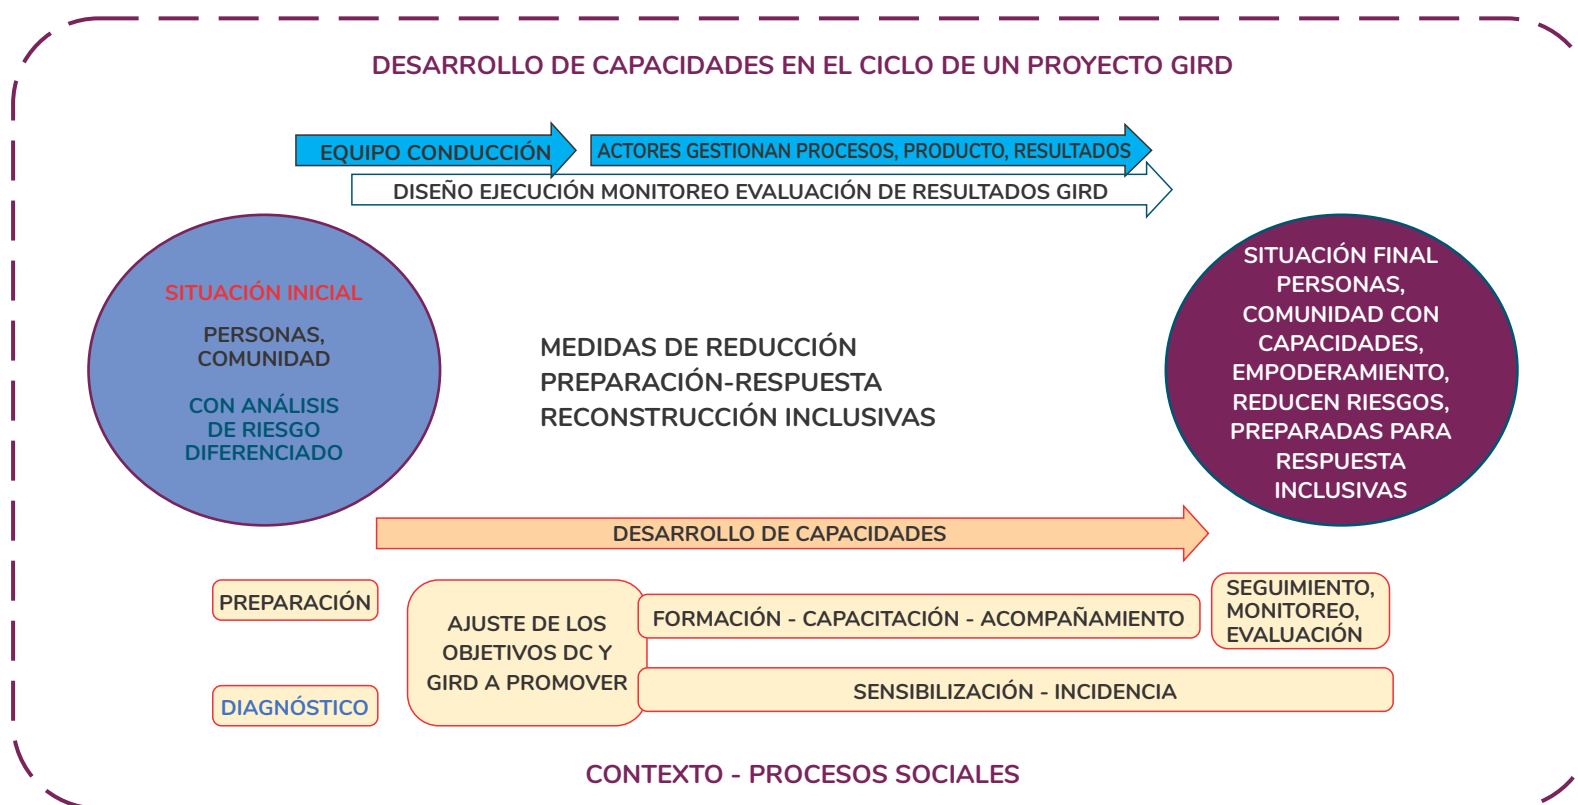 DESARROLLO DE CAPACIDADES EN EL CICLO DE UN PROYECTO GIRD
EQUIPO CONDUCCIÓN
ACTORES GESTIONAN PROCESOS, PRODUCTO, RESULTADOS
DISEÑO EJECUCIÓN MONITOREO EVALUACIÓN DE RESULTADOS GIRD
SITUACIÓN INICIAL
PERSONAS,
COMUNIDAD
CON ANÁLISIS
DE RIESGO
DIFERENCIADO
MEDIDAS DE REDUCCIÓN
PREPARACIÓN-RESPUESTA
RECONSTRUCCIÓN INCLUSIVAS
SITUACIÓN FINAL
PERSONAS,
COMUNIDAD CON
CAPACIDADES,
EMPODERAMIENTO,
REDUCEN RIESGOS,
PREPARADAS PARA
RESPUESTA
INCLUSIVAS
DESARROLLO DE CAPACIDADES
PREPARACIÓN
DIAGNÓSTICO
AJUSTE DE LOS
OBJETIVOS DC Y
GIRD A PROMOVER
FORMACIÓN - CAPACITACIÓN - ACOMPAÑAMIENTO
SEGUIMIENTO,
MONITOREO,
EVALUACIÓN
SENSIBILIZACIÓN - INCIDENCIA
CONTEXTO - PROCESOS SOCIALES